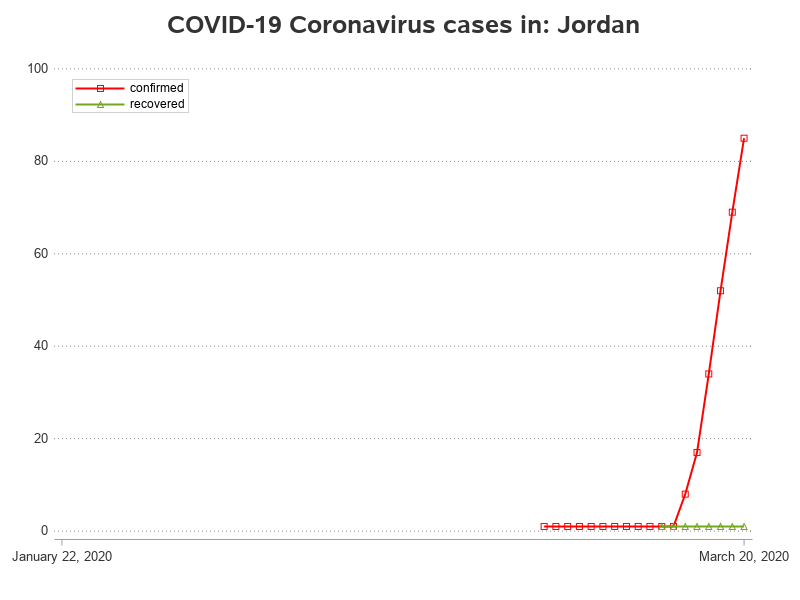 COVID-19 Coronavirus cases in: Jordan
100
confirmed
recovered
80
60
40
20
0
January 22, 2020
March 20, 2020